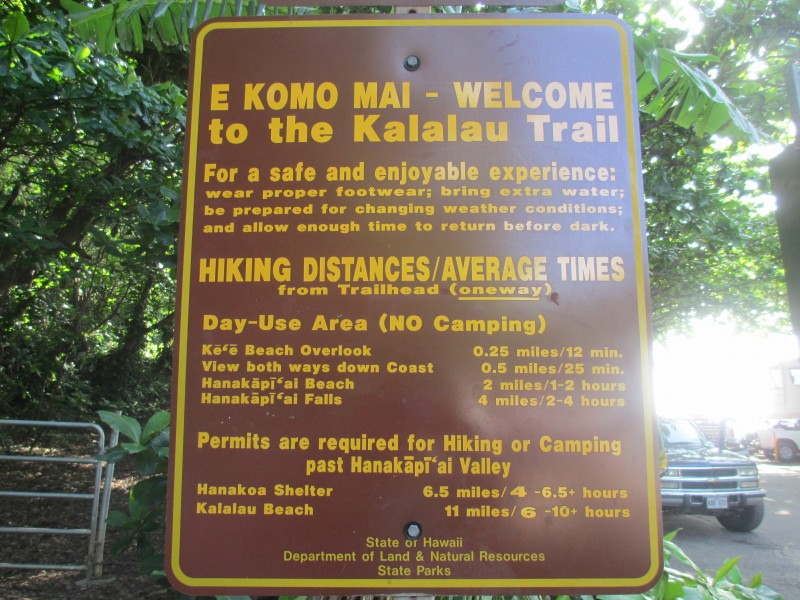 E KOMO MAI - WELCOME
to the Kalalau Trail
For a safe and enjoyable experience:
wear proper footwear; bring extra water;
be prepared for changing weather conditions;
and allow enough time to return before dark.
HIKING DISTANCES/AVERAGE TIMES
from Trailhead (oneway)
Day-Use Area (NO Camping)
Kēʻē Beach Overlook 0.25 miles/12 min.
View both ways down Coast 0.5 miles/25 min.
Hanakāpīʻai Beach 2 miles/1-2 hours
Hanakāpīʻai Falls 4 miles/2-4 hours
Permits are required for Hiking or Camping
past Hanakāpīʻai Valley
Hanakoa Shelter 6.5 miles/4 -6.5+ hours
Kalalau Beach 11 miles/6 -10+ hours
State of Hawaii
Department of Land & Natural Resources
State Parks